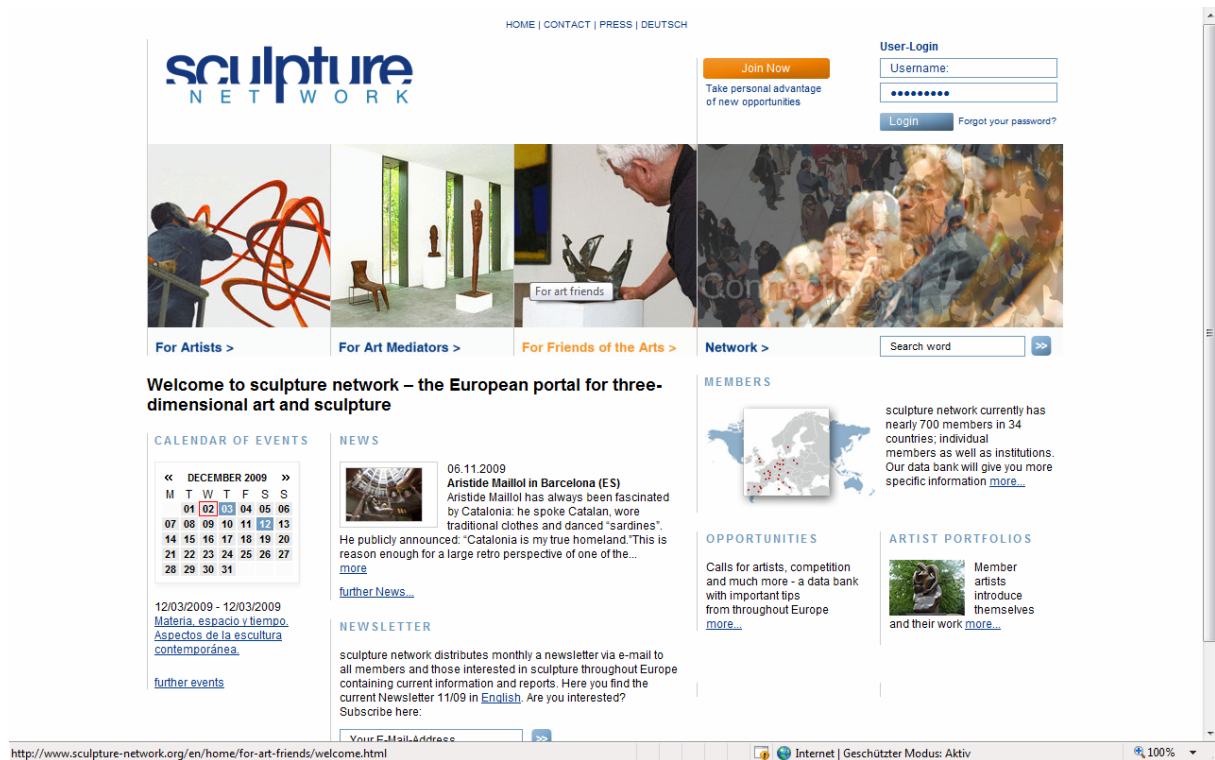 HOME | CONTACT | PRESS | DEUTSCH
sculpture
NETWORK
Join Now
Take personal advantage
of new opportunities
User-Login
Username:
•••••••••
Login
Forgot your password?
Connections
For art friends
For Artists >
For Art Mediators >
For Friends of the Arts >
Network >
Search word
>>
Welcome to sculpture network – the European portal for three-
dimensional art and sculpture
CALENDAR OF EVENTS
« DECEMBER 2009 »
M T W T F S S
01 02 03 04 05 06
07 08 09 10 11 12 13
14 15 16 17 18 19 20
21 22 23 24 25 26 27
28 29 30 31
12/03/2009 - 12/03/2009
Materia, espacio y tiempo.
Aspectos de la escultura
contemporánea.
further events
NEWS
06.11.2009
Aristide Maillol in Barcelona (ES)
Aristide Maillol has always been fascinated
by Catalonia: he spoke Catalan, wore
traditional clothes and danced “sardines”.
He publicly announced: “Catalonia is my true homeland.”This is
reason enough for a large retro perspective of one of the...
more
further News...
NEWSLETTER
sculpture network distributes monthly a newsletter via e-mail to
all members and those interested in sculpture throughout Europe
containing current information and reports. Here you find the
current Newsletter 11/09 in English. Are you interested?
Subscribe here:
Your E-Mail-Address
>>
MEMBERS
sculpture network currently has
nearly 700 members in 34
countries; individual
members as well as institutions.
Our data bank will give you more
specific information more...
OPPORTUNITIES
Calls for artists, competition
and much more - a data bank
with important tips
from throughout Europe
more...
ARTIST PORTFOLIOS
Member
artists
introduce
themselves
and their work more...
http://www.sculpture-network.org/en/home/for-art-friends/welcome.html
Internet | Geschützter Modus: Aktiv
100%